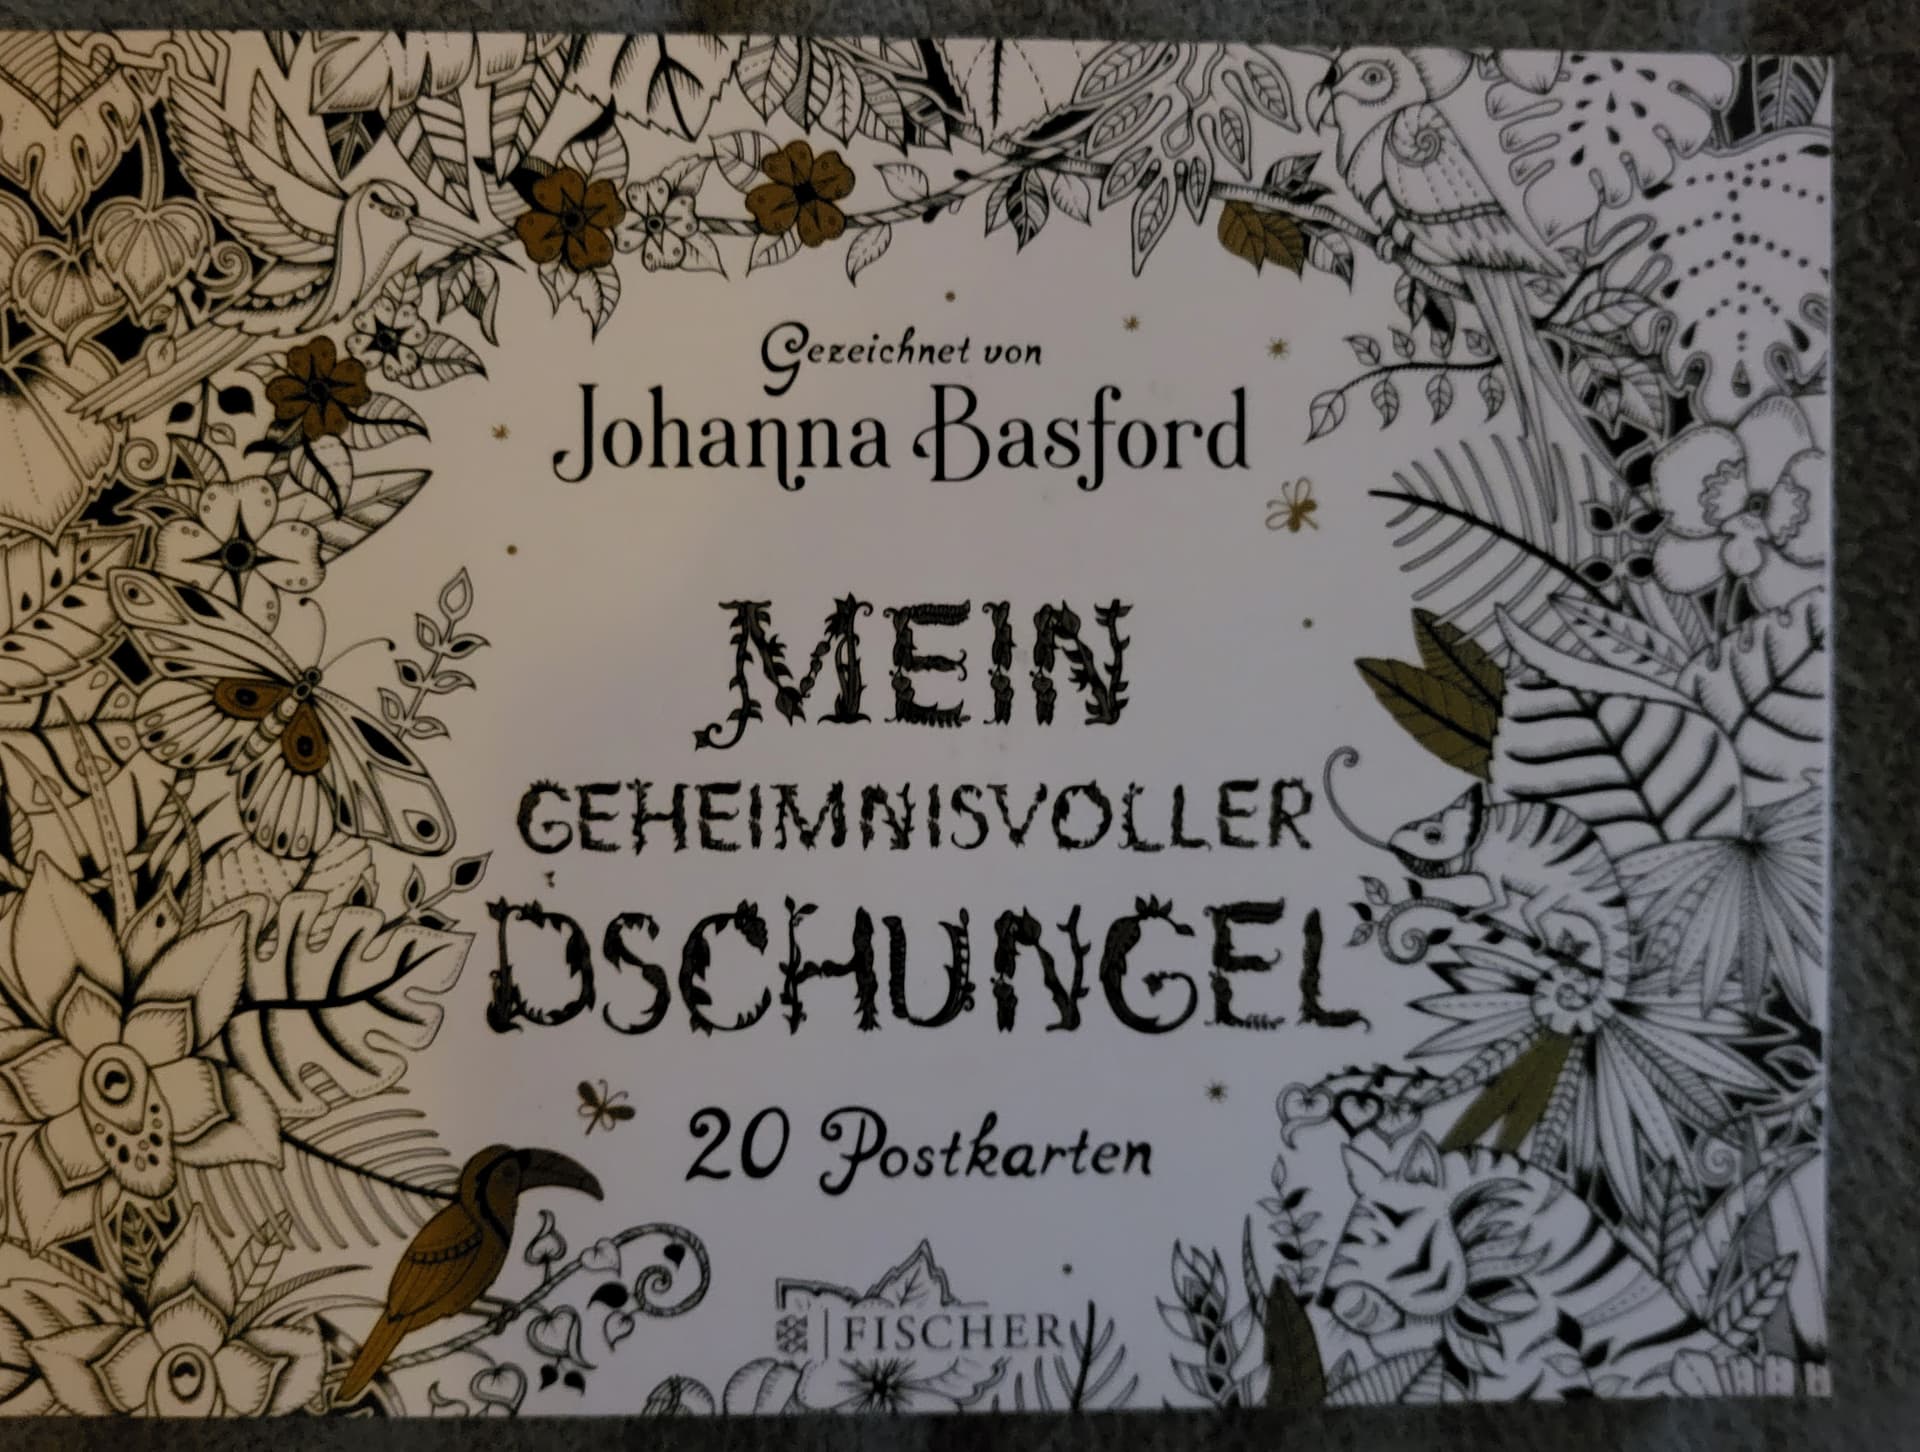 Gezeichnet von
Johanna Basford
MEIN
GEHEIMNISVOLLER
DSCHUNGEL
20 Postkarten
FISCHER